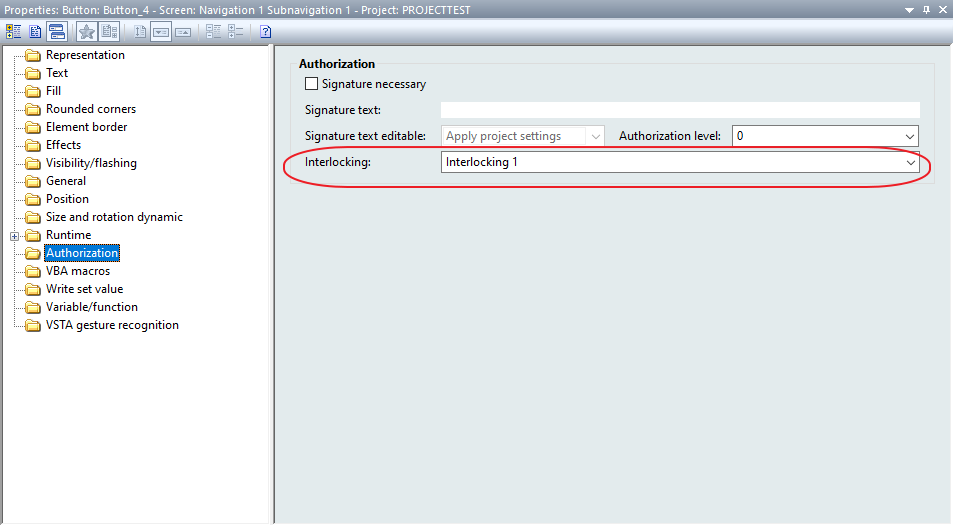 Properties: Button: Button_4 - Screen: Navigation 1 Subnavigation 1 - Project: PROJECTTEST
Representation
Text
Fill
Rounded corners
Element border
Effects
Visibility/flashing
General
Position
Size and rotation dynamic
Runtime
Authorization
VBA macros
Write set value
Variable/function
VSTA gesture recognition
Authorization
Signature necessary
Signature text:
Signature text editable: Apply project settings Authorization level: 0
Interlocking: Interlocking 1